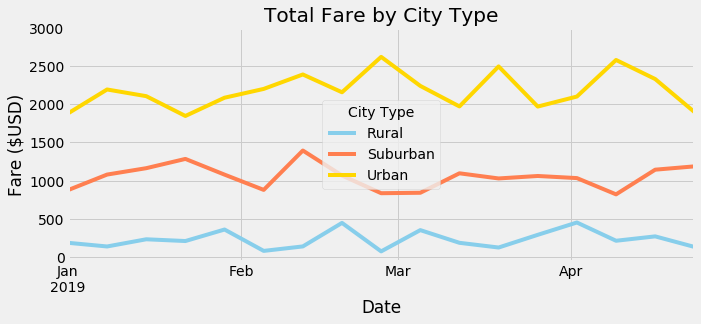 Total Fare by City Type
Fare ($USD)
3000
2500
2000
1500
1000
500
0
City Type
Rural
Suburban
Urban
Jan Feb Mar Apr
2019
Date